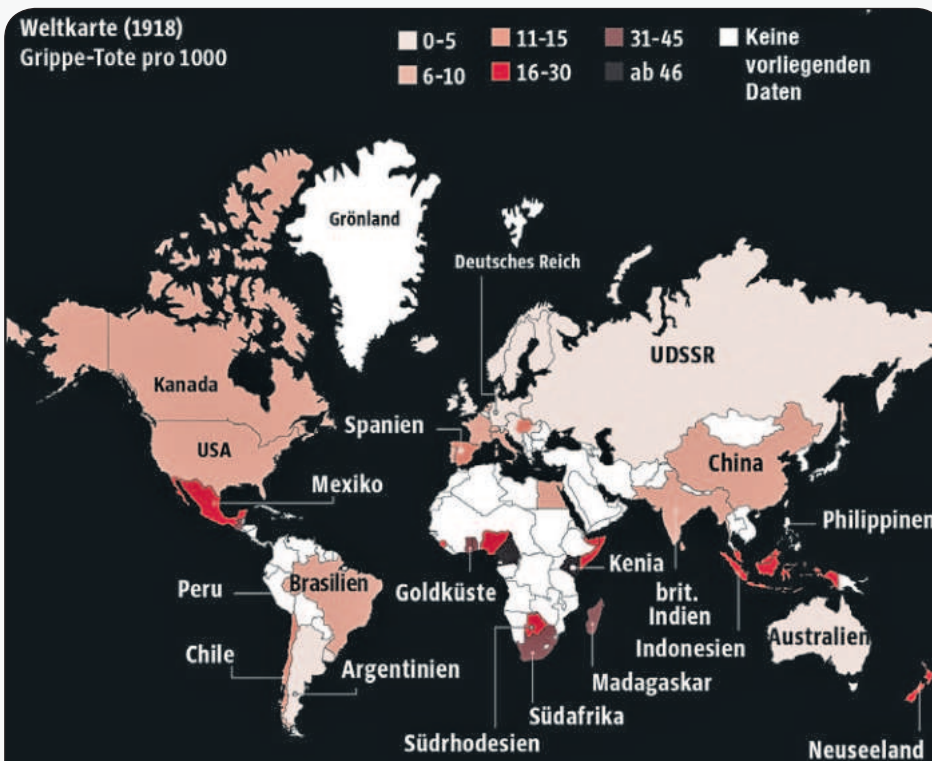 Weltkarte (1918)
Grippe-Tote pro 1000
0-5
6-10
11-15
16-30
31-45
ab 46
Keine
vorliegenden
Daten
Grönland
Deutsches Reich
UDSSR
Kanada
Spanien
USA
China
Mexiko
Philippinen
Peru
Brasilien
Goldküste
Kenia
brit.
Indien
Indonesien
Australien
Chile
Argentinien
Madagaskar
Südafrika
Südrhodesien
Neuseeland